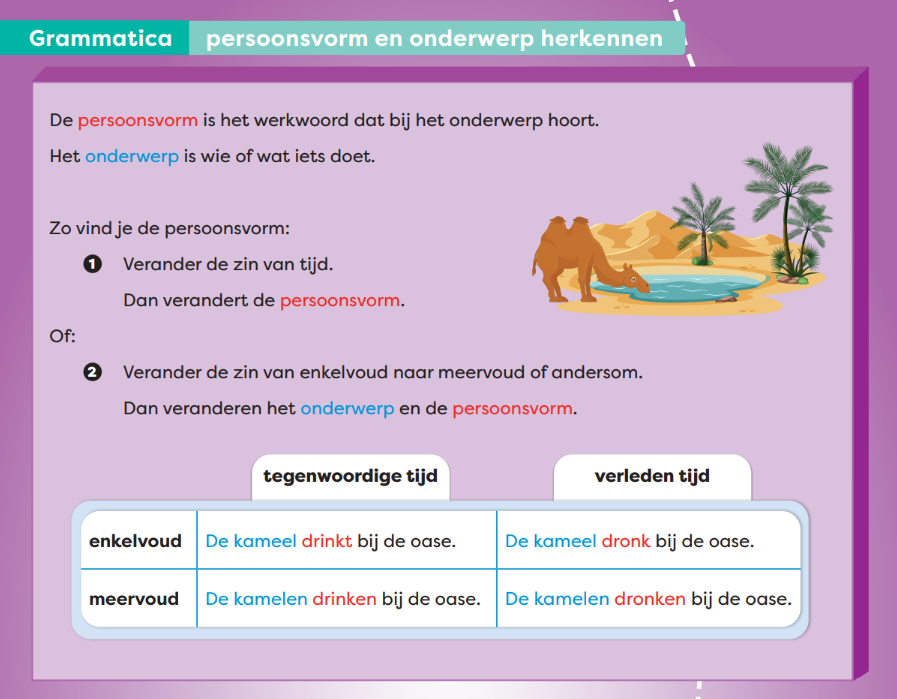 Grammatica persoonsvorm en onderwerp herkennen
De persoonsvorm is het werkwoord dat bij het onderwerp hoort.
Het onderwerp is wie of wat iets doet.
Zo vind je de persoonsvorm:
1 Verander de zin van tijd.
Dan verandert de persoonsvorm.
Of:
2 Verander de zin van enkelvoud naar meervoud of andersom.
Dan veranderen het onderwerp en de persoonsvorm.
tegenwoordige tijd verleden tijd
enkelvoud De kameel drinkt bij de oase. De kameel dronk bij de oase.
meervoud De kamelen drinken bij de oase. De kamelen dronken bij de oase.